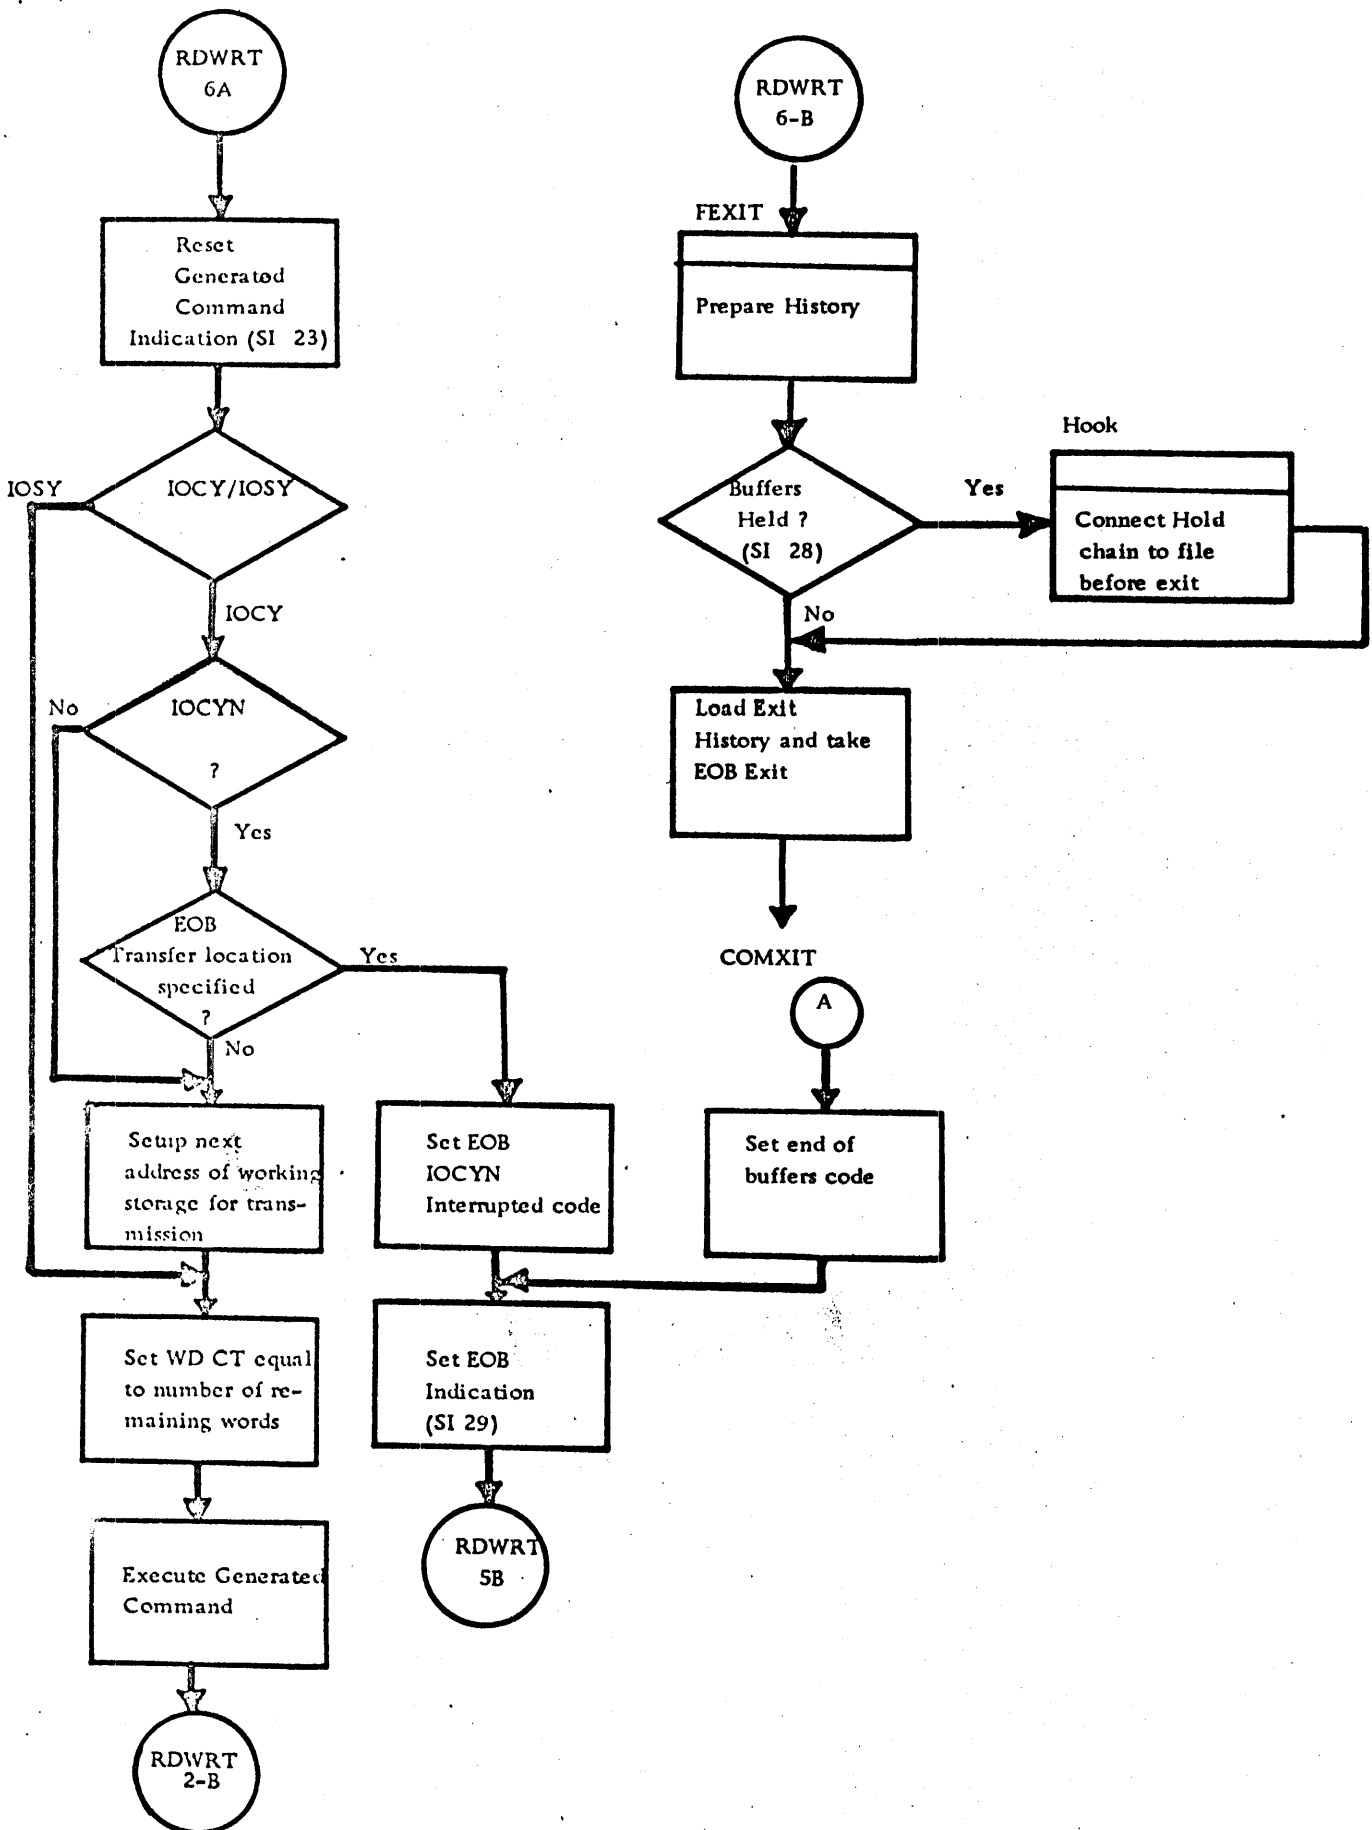 RDWRT
6A
Reset
Generated
Command
Indication (SI 23)
IOSY
IOCY/IOSY
IOCY
No
IOCYN
?
Yes
EOB
Transfer location
specified
?
Yes
No
Setup next
address of working
storage for trans-
mission
Set EOB
IOCYN
Interrupted code
Set WD CT equal
to number of re-
maining words
Set EOB
Indication
(SI 29)
Execute Generated
Command
RDWRT
5B
RDWRT
2-B
RDWRT
6-B
FEXIT
Prepare History
Buffers
Held ?
(SI 28)
Yes
Hook
Connect Hold
chain to file
before exit
No
Load Exit
History and take
EOB Exit
COMXIT
A
Set end of
buffers code